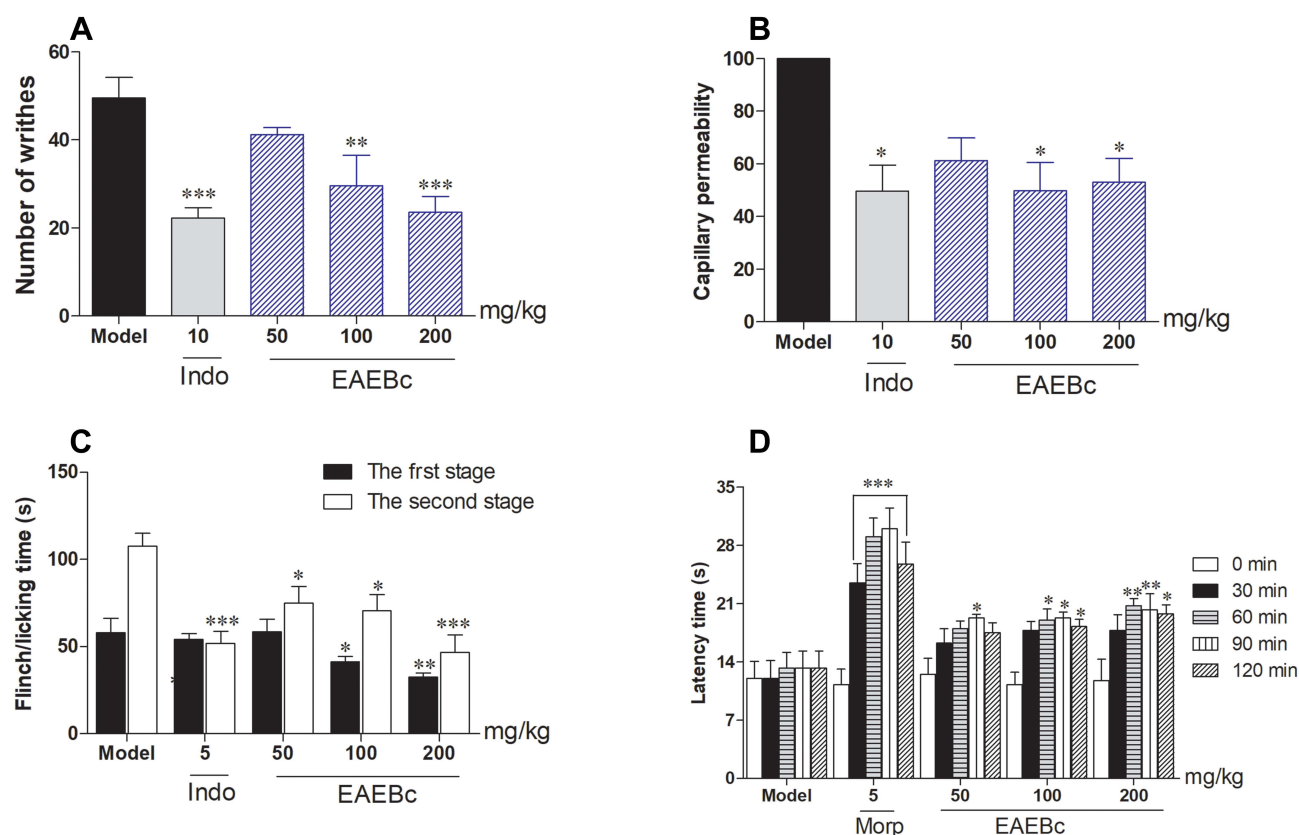 A
Number of writhes
60
40
20
0
***
**
***
Model 10 50 100 200 mg/kg
Indo EAEBc
B
Capillary permeability
100
80
60
40
20
0
*
*
*
Model 10 50 100 200 mg/kg
Indo EAEBc
C
Flinch/licking time (s)
150
100
50
0
The frst stage
The second stage
*
***
*
*
*
**
***
Model 5 50 100 200 mg/kg
Indo EAEBc
D
Latency time (s)
35
28
21
14
7
0
***
*
* * *
** ** *
0 min
30 min
60 min
90 min
120 min
Model 5 50 100 200 mg/kg
Morp EAEBc